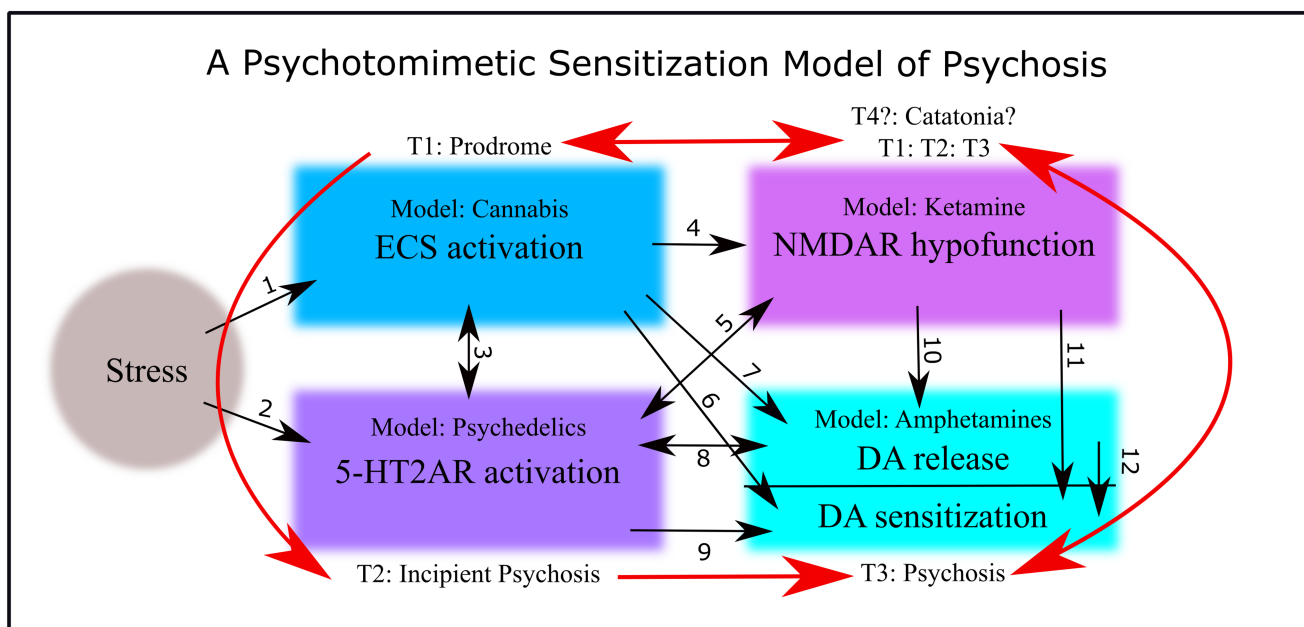 A Psychotomimetic Sensitization Model of Psychosis
T4?: Catatonia?
T1: Prodrome
T1: T2: T3
Model: Cannabis
ECS activation
4
Model: Ketamine
NMDAR hypofunction
1
Stress
2
3
5
7
6
10
11
Model: Psychedelics
5-HT2AR activation
8
9
Model: Amphetamines
DA release
12
DA sensitization
T2: Incipient Psychosis
T3: Psychosis